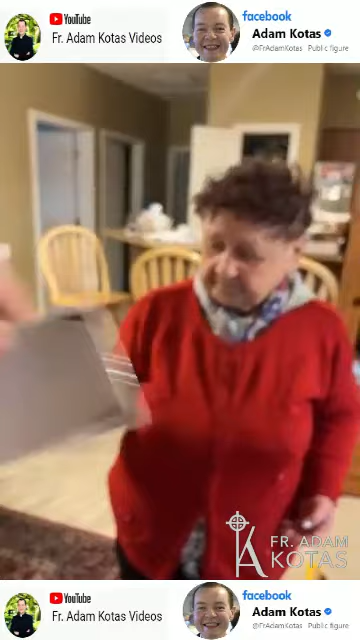 YouTube
Fr. Adam Kotas Videos
facebook
Adam Kotas
@FrAdamKotas Public figure
FR. ADAM
KOTAS
YouTube
Fr. Adam Kotas Videos
facebook
Adam Kotas
@FrAdamKotas Public figure